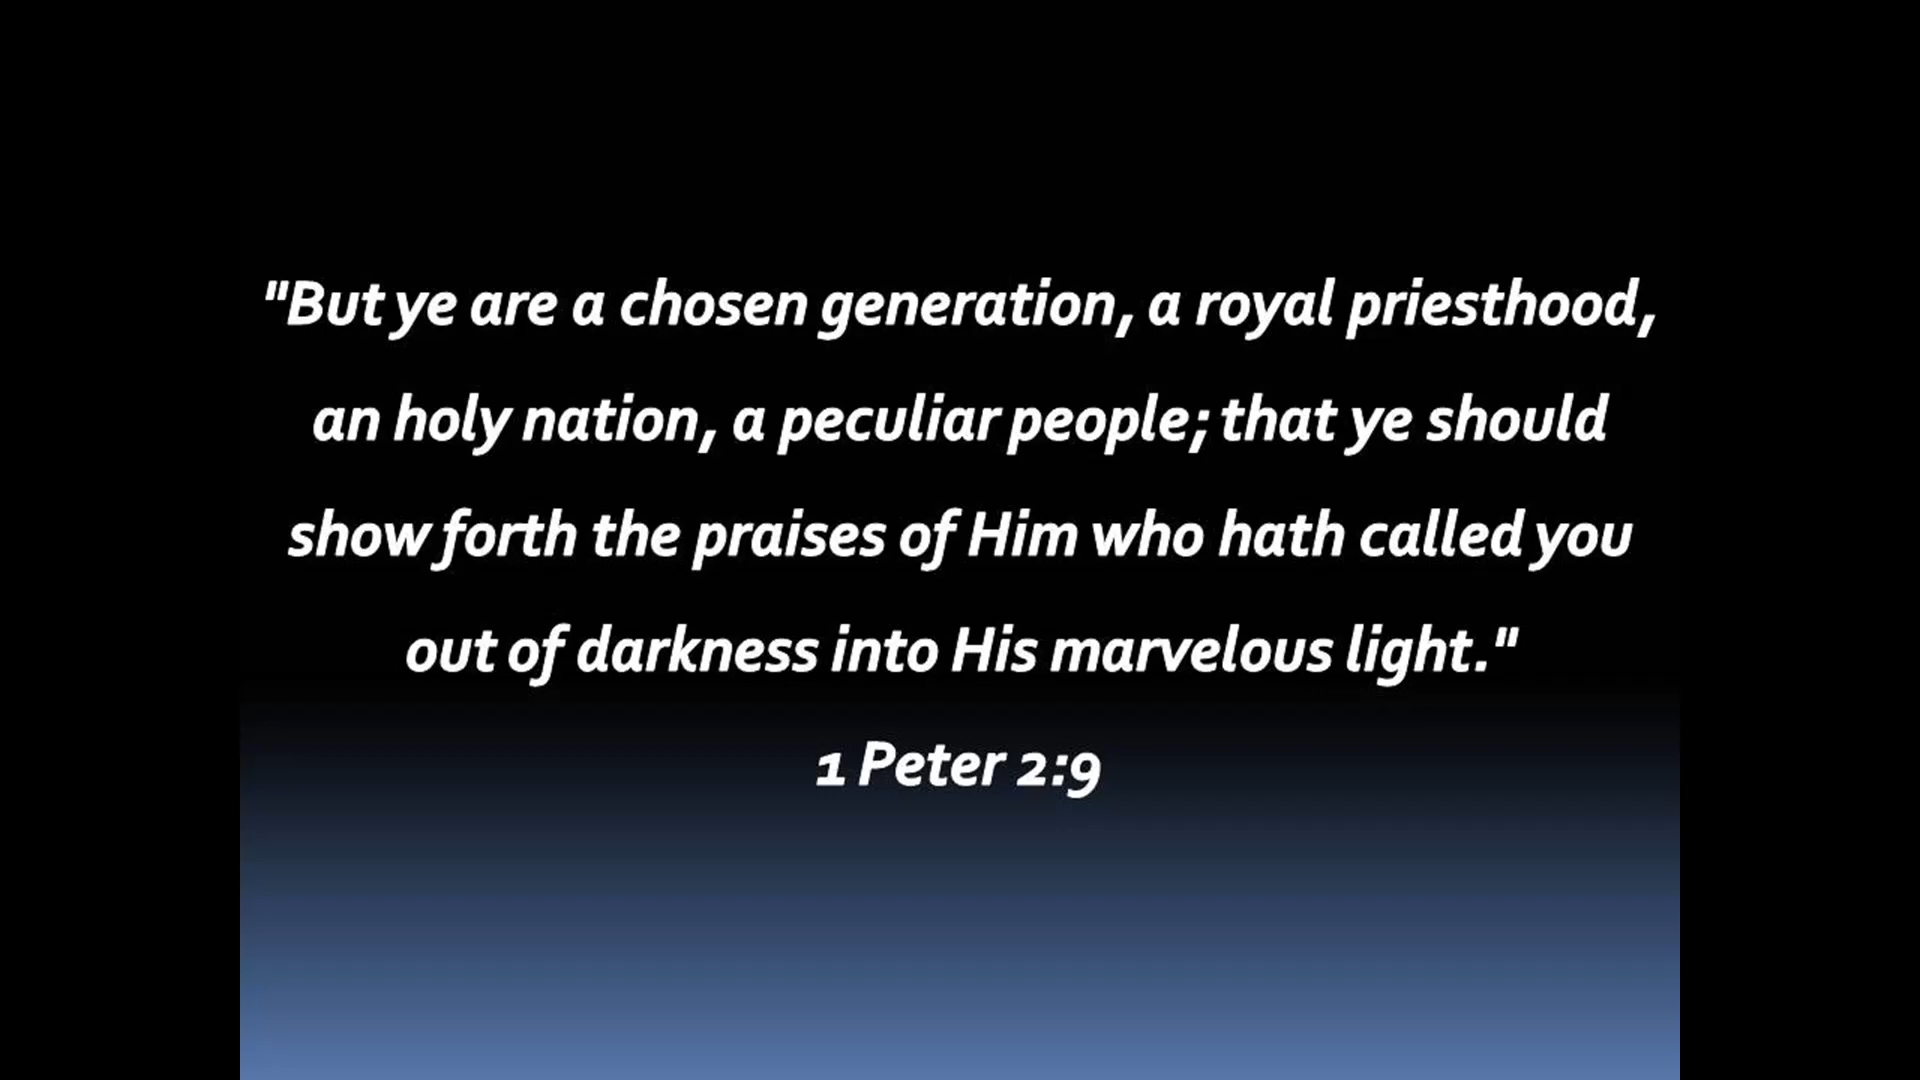 "But ye are a chosen generation, a royal priesthood,
an holy nation, a peculiar people; that ye should
show forth the praises of Him who hath called you
out of darkness into His marvelous light."
1 Peter 2:9